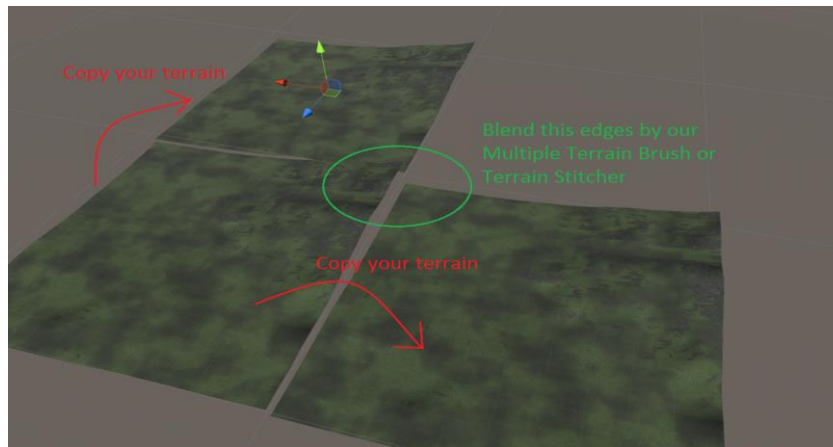 Copy your terrain
Blend this edges by our
Multiple Terrain Brush or
Terrain Stitcher
Copy your terrain